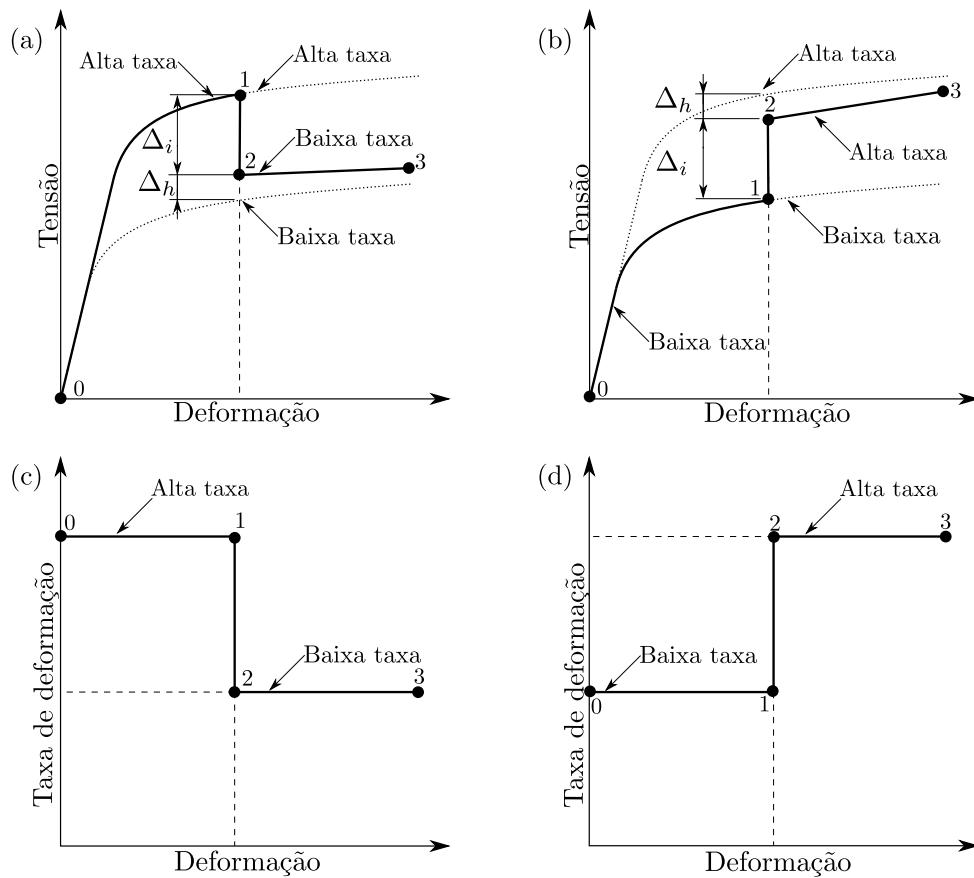 (a)
Tensão
Alta taxa
1
Alta taxa
Δi
2
Baixa taxa
3
Δh
Baixa taxa
0
Deformação
(b)
Tensão
Alta taxa
Δh
2
3
Alta taxa
Δi
1
Baixa taxa
Baixa taxa
0
Deformação
(c)
Taxa de deformação
Alta taxa
0
1
Baixa taxa
2
3
Deformação
(d)
Taxa de deformação
Alta taxa
2
3
Baixa taxa
0
1
Deformação